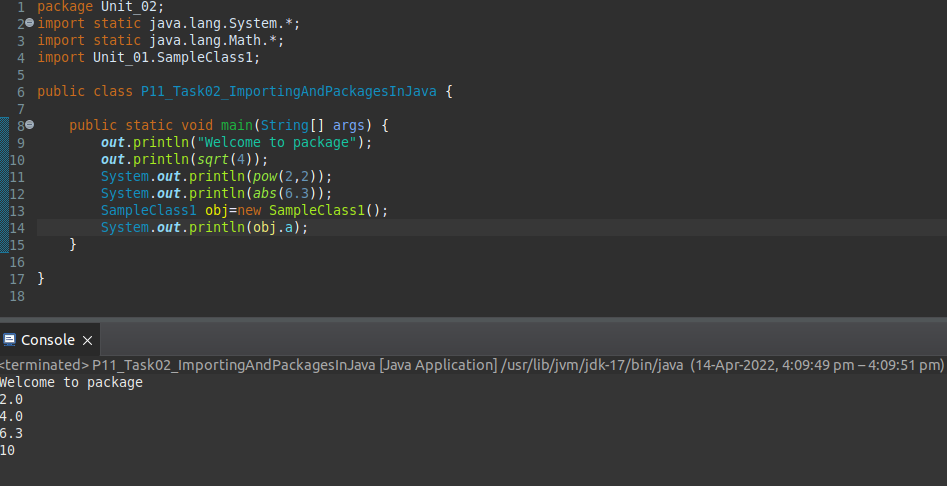 1 package Unit_02;
2 import static java.lang.System.*;
3 import static java.lang.Math.*;
4 import Unit_01.SampleClass1;
5
6 public class P11_Task02_ImportingAndPackagesInJava {
7
8 public static void main(String[] args) {
9 out.println("Welcome to package");
10 out.println(sqrt(4));
11 System.out.println(pow(2,2));
12 System.out.println(abs(6.3));
13 SampleClass1 obj=new SampleClass1();
14 System.out.println(obj.a);
15 }
16
17 }
18
Console
<terminated> P11_Task02_ImportingAndPackagesInJava [Java Application] /usr/lib/jvm/jdk-17/bin/java (14-Apr-2022, 4:09:49 pm – 4:09:51 pm)
Welcome to package
2.0
4.0
6.3
10